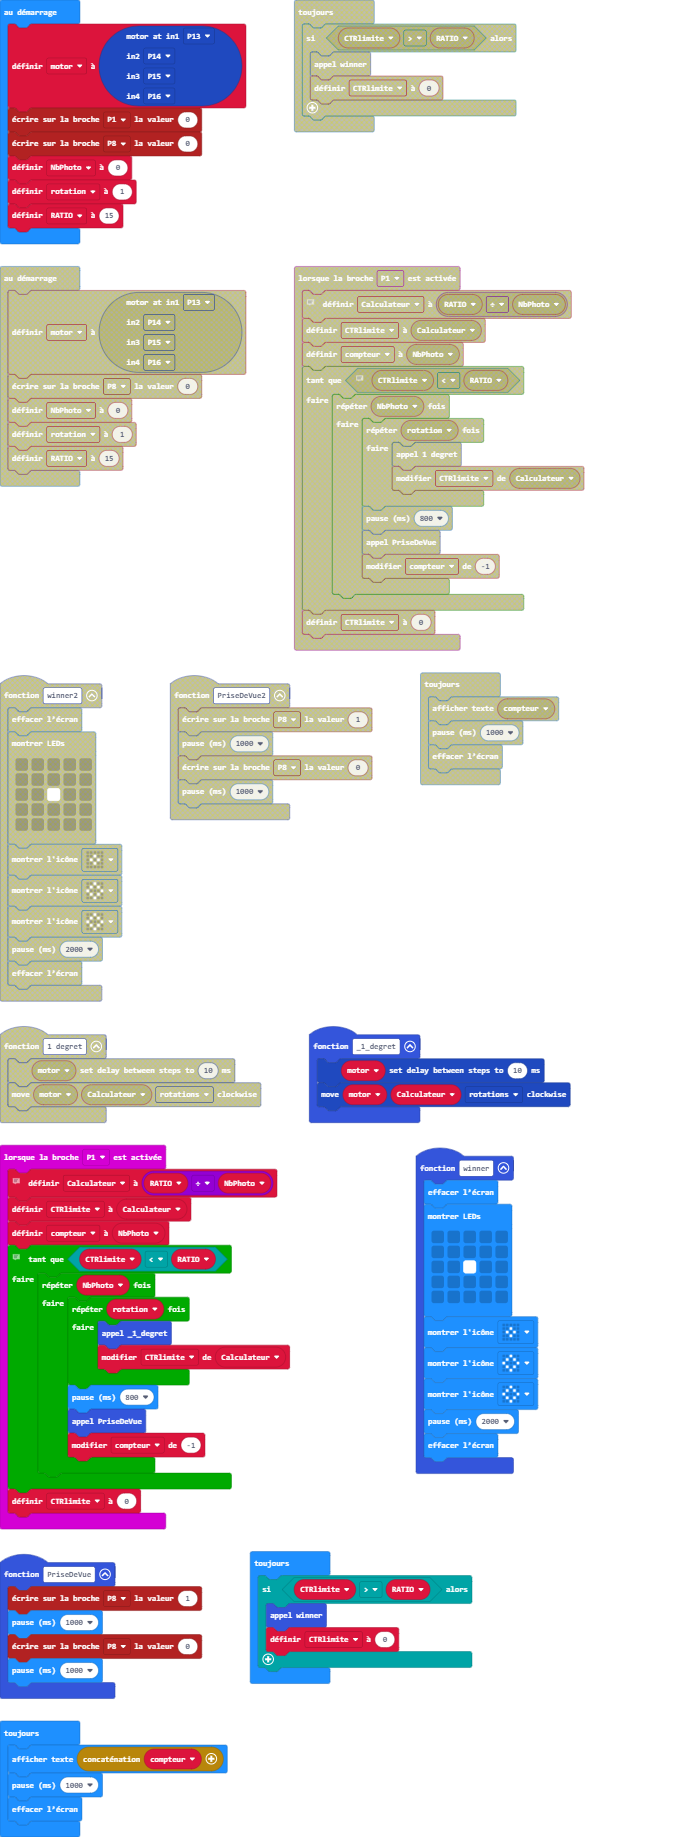 au démarrage
définir motor à motor at in1 P13
in2 P14
in3 P15
in4 P16
écrire sur la broche P1 la valeur 0
écrire sur la broche P8 la valeur 0
définir NbPhoto à 0
définir rotation à 1
définir RATIO à 15
toujours
si CTRlimite > RATIO alors
appel winner
définir CTRlimite à 0
au démarrage
définir motor à motor at in1 P13
in2 P14
in3 P15
in4 P16
écrire sur la broche P8 la valeur 0
définir NbPhoto à 0
définir rotation à 1
définir RATIO à 15
lorsque la broche P1 est activée
définir Calculateur à RATIO ÷ NbPhoto
définir CTRlimite à Calculateur
définir compteur à NbPhoto
tant que CTRlimite < RATIO
faire répéter NbPhoto fois
faire répéter rotation fois
faire appel 1 degret
modifier CTRlimite de Calculateur
pause (ms) 800
appel PriseDeVue
modifier compteur de -1
définir CTRlimite à 0
fonction winner2
effacer l'écran
montrer LEDs
montrer l'icône
montrer l'icône
montrer l'icône
pause (ms) 2000
effacer l'écran
fonction PriseDeVue2
écrire sur la broche P8 la valeur 1
pause (ms) 1000
écrire sur la broche P8 la valeur 0
pause (ms) 1000
toujours
afficher texte compteur
pause (ms) 1000
effacer l'écran
fonction 1 degret
motor set delay between steps to 10 ms
move motor Calculateur rotations clockwise
fonction _1_degret
motor set delay between steps to 10 ms
move motor Calculateur rotations clockwise
lorsque la broche P1 est activée
définir Calculateur à RATIO ÷ NbPhoto
définir CTRlimite à Calculateur
définir compteur à NbPhoto
tant que CTRlimite < RATIO
faire répéter NbPhoto fois
faire répéter rotation fois
faire appel _1_degret
modifier CTRlimite de Calculateur
pause (ms) 800
appel PriseDeVue
modifier compteur de -1
définir CTRlimite à 0
fonction winner
effacer l'écran
montrer LEDs
montrer l'icône
montrer l'icône
montrer l'icône
pause (ms) 2000
effacer l'écran
fonction PriseDeVue
écrire sur la broche P8 la valeur 1
pause (ms) 1000
écrire sur la broche P8 la valeur 0
pause (ms) 1000
toujours
si CTRlimite > RATIO alors
appel winner
définir CTRlimite à 0
toujours
afficher texte concaténation compteur
pause (ms) 1000
effacer l'écran